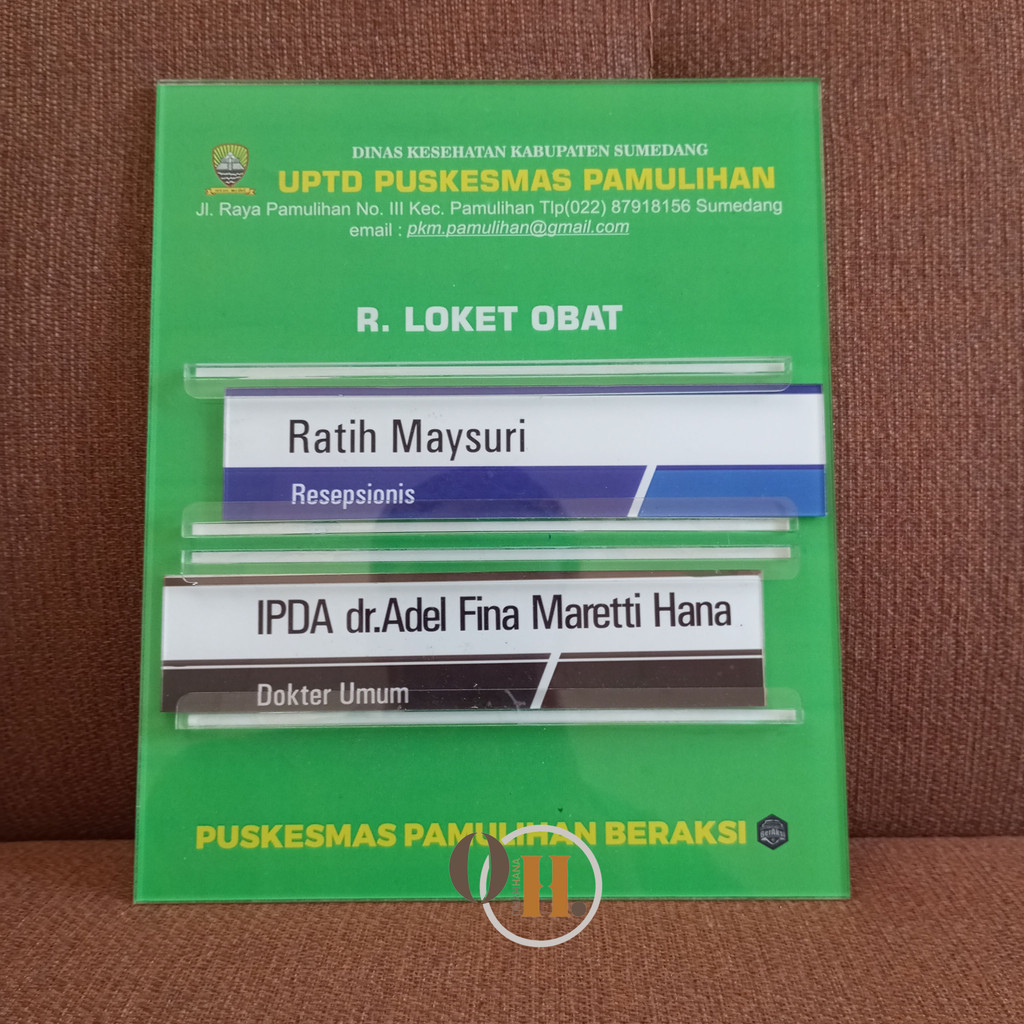 DINAS KESEHATAN KABUPATEN SUMEDANG
UPTD PUSKESMAS PAMULIHAN
Jl. Raya Pamulihan No. III Kec. Pamulihan Tlp(022) 87918156 Sumedang
email : pkm.pamulihan@gmail.com
R. LOKET OBAT
Ratih Maysuri
Resepsionis
IPDA dr.Adel Fina Maretti Hana
Dokter Umum
PUSKESMAS PAMULIHAN BERAKSI
BerAksi
OHANA
O H.